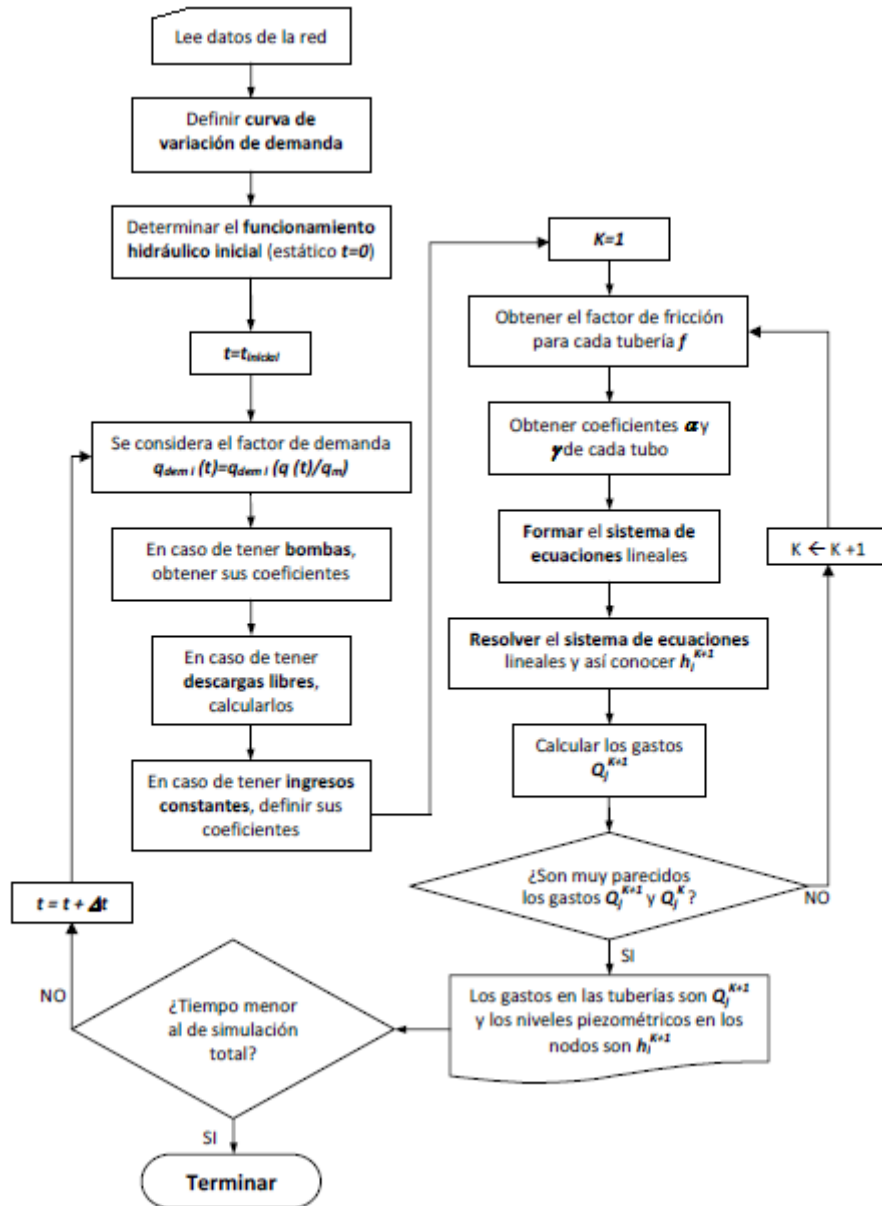 Lee datos de la red
Definir curva de
variación de demanda
Determinar el funcionamiento
hidráulico inicial (estático t=0)
t=tinicial
Se considera el factor de demanda
qdem i (t)=qdem i (q (t)/qm)
En caso de tener bombas,
obtener sus coeficientes
En caso de tener
descargas libres,
calcularlos
En caso de tener ingresos
constantes, definir sus
coeficientes
K=1
Obtener el factor de fricción
para cada tubería f
Obtener coeficientes α y
γ de cada tubo
Formar el sistema de
ecuaciones lineales
Resolver el sistema de ecuaciones
lineales y así conocer hi^K+1
Calcular los gastos
Qj^K+1
¿Son muy parecidos
los gastos Qj^K+1 y Qj^K?
NO
K ← K +1
SI
Los gastos en las tuberías son Qj^K+1
y los niveles piezométricos en los
nodos son hi^K+1
¿Tiempo menor
al de simulación
total?
NO
t = t + Δt
SI
Terminar